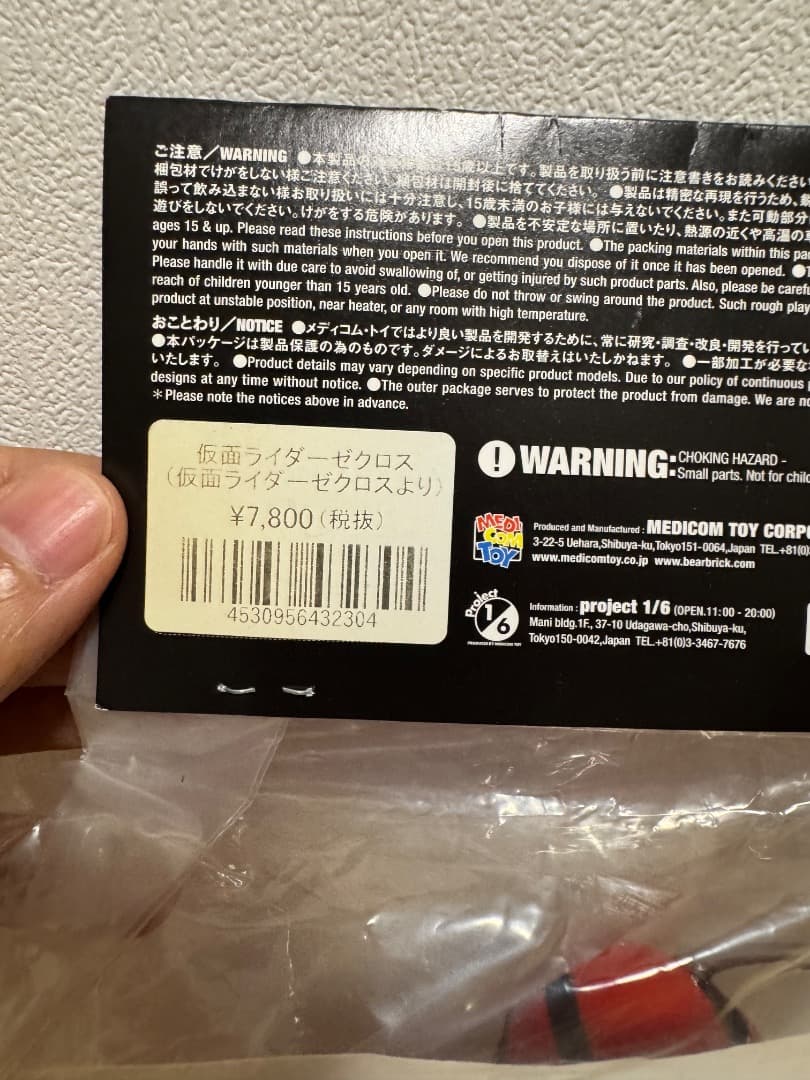 ご注意／WARNING ●本製品の 15歳以上です。製品を取り扱う前に注意書きをお読みください
梱包材でけがをしない様ご注意ください。梱包材は開封後に捨ててください。 ●製品は精密な再現を行うため、
誤って飲み込まない様お取り扱いには十分注意し、15歳未満のお子様には与えないでください。また可動部分
遊びをしないでください。けがをする危険があります。 ●製品を不安定な場所に置いたり、熱源の近くや高温の
ages 15 & up. Please read these instructions before you open this product. ●The packing materials within this pa
your hands with such materials when you open it. We recommend you dispose of it once it has been opened. ●
Please handle it with due care to avoid swallowing of, or getting injured by such product parts. Also, please be carefu
reach of children younger than 15 years old. ●Please do not throw or swing around the product. Such rough play
product at unstable position, near heater, or any room with high temperature.
おことわり／NOTICE ●メディコム・トイではより良い製品を開発するために、常に研究・調査・改良・開発を行ってい
●本パッケージは製品保護の為のものです。ダメージによるお取替えはいたしかねます。 ●一部加工が必要な
いたします。 ●Product details may vary depending on specific product models. Due to our policy of continuous
designs at any time without notice. ●The outer package serves to protect the product from damage. We are no
＊Please note the notices above in advance.
仮面ライダーゼクロス
（仮面ライダーゼクロスより）
¥7,800（税抜）
4530956432304
! WARNING: CHOKING HAZARD -
Small parts. Not for child
MEDI COM TOY
Produced and Manufactured : MEDICOM TOY CORPO
3-22-5 Uehara,Shibuya-ku,Tokyo151-0064,Japan TEL.+81(0)
www.medicomtoy.co.jp www.bearbrick.com
Project 1/6
Information : project 1/6 (OPEN.11:00 - 20:00)
Mani bldg.1F., 37-10 Udagawa-cho,Shibuya-ku,
Tokyo150-0042,Japan TEL.+81(0)3-3467-7676